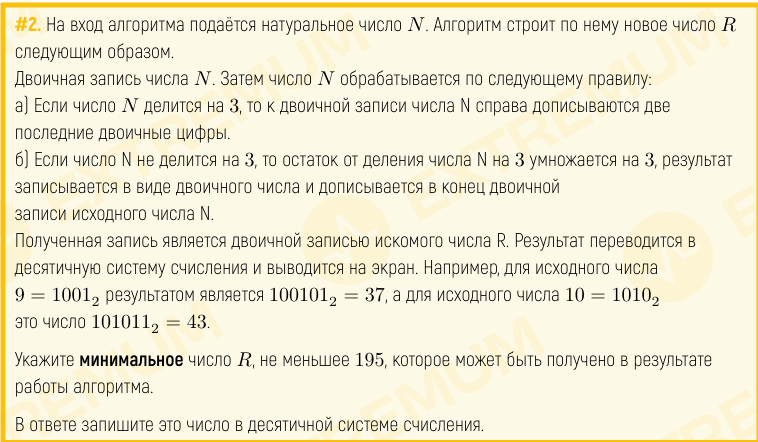 #2. На вход алгоритма подаётся натуральное число N. Алгоритм строит по нему новое число R
следующим образом.
Двоичная запись числа N. Затем число N обрабатывается по следующему правилу:
а) Если число N делится на 3, то к двоичной записи числа N справа дописываются две
последние двоичные цифры.
б) Если число N не делится на 3, то остаток от деления числа N на 3 умножается на 3, результат
записывается в виде двоичного числа и дописывается в конец двоичной
записи исходного числа N.
Полученная запись является двоичной записью искомого числа R. Результат переводится в
десятичную систему счисления и выводится на экран. Например, для исходного числа
9 = 1001₂ результатом является 100101₂ = 37, а для исходного числа 10 = 1010₂
это число 101011₂ = 43.
Укажите минимальное число R, не меньшее 195, которое может быть получено в результате
работы алгоритма.
В ответе запишите это число в десятичной системе счисления.